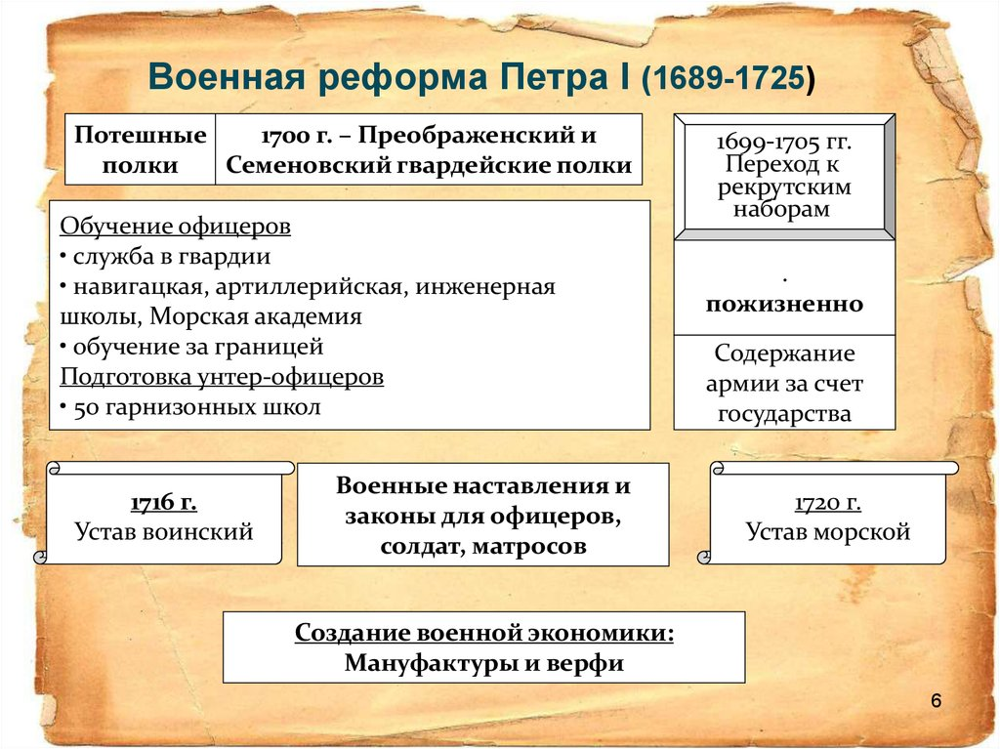 Военная реформа Петра I (1689-1725)
Потешные
полки
1700 г. – Преображенский и
Семеновский гвардейские полки
1699-1705 гг.
Переход к
рекрутским
наборам
Обучение офицеров
• служба в гвардии
• навигацкая, артиллерийская, инженерная
школы, Морская академия
• обучение за границей
Подготовка унтер-офицеров
• 50 гарнизонных школ
.
пожизненно
Содержание
армии за счет
государства
1716 г.
Устав воинский
Военные наставления и
законы для офицеров,
солдат, матросов
1720 г.
Устав морской
Создание военной экономики:
Мануфактуры и верфи
6